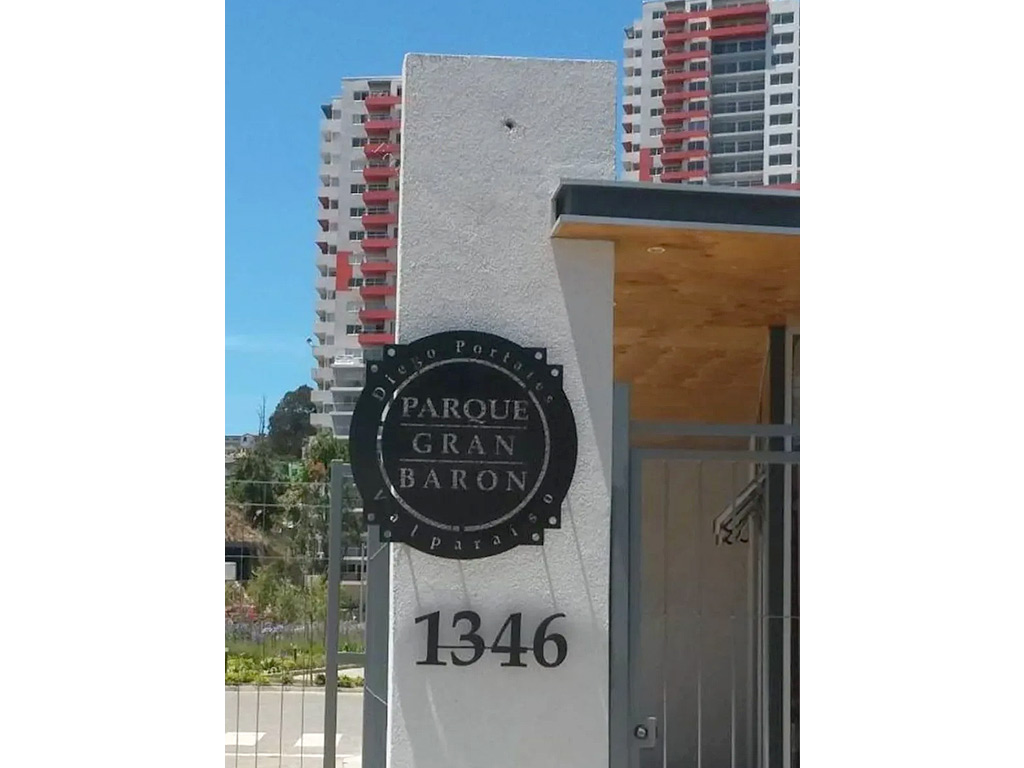 Diego Portales
PARQUE
GRAN
BARON
Valparaíso
1346